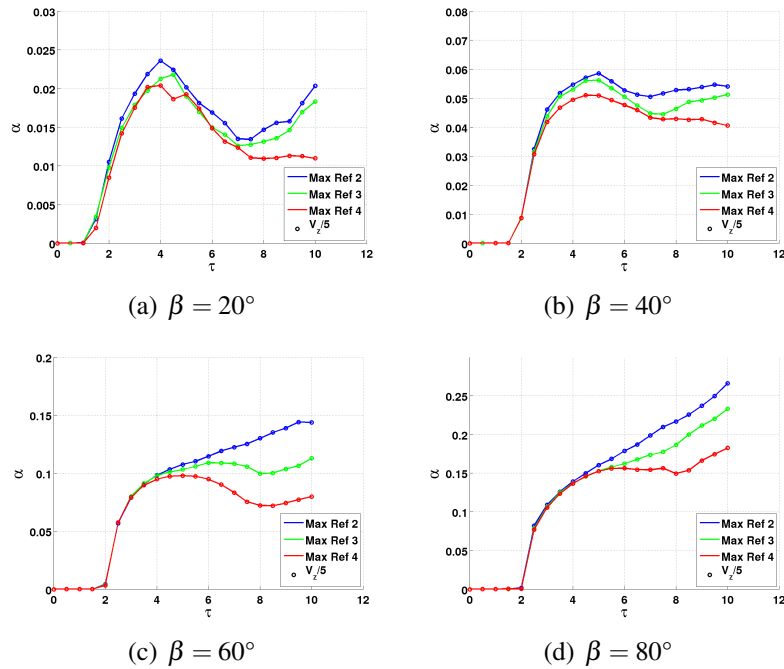 0.03
0.025
0.02
0.015
0.01
0.005
0
α
0 2 4 6 8 10 12
τ
Max Ref 2
Max Ref 3
Max Ref 4
V_z/5
(a) β = 20°
0.08
0.07
0.06
0.05
0.04
0.03
0.02
0.01
0
α
0 2 4 6 8 10 12
τ
Max Ref 2
Max Ref 3
Max Ref 4
V_z/5
(b) β = 40°
0.2
0.15
0.1
0.05
0
α
0 2 4 6 8 10 12
τ
Max Ref 2
Max Ref 3
Max Ref 4
V_z/5
(c) β = 60°
0.25
0.2
0.15
0.1
0.05
0
α
0 2 4 6 8 10 12
τ
Max Ref 2
Max Ref 3
Max Ref 4
V_z/5
(d) β = 80°